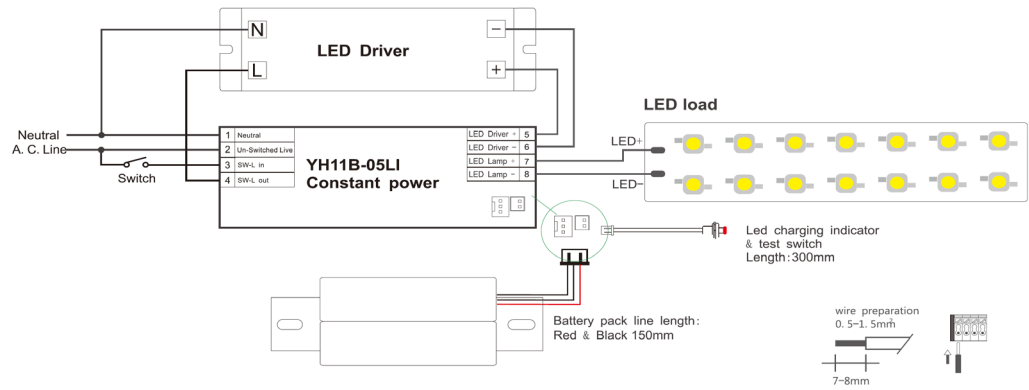 N
LED Driver
−
L
+
LED load
Neutral
A. C. Line
Switch
1 Neutral
2 Un-Switched Live
3 SW-L in
4 SW-L out
YH11B-05LI
Constant power
LED Driver + 5
LED Driver − 6
LED Lamp + 7
LED Lamp − 8
LED+
LED−
Led charging indicator
& test switch
Length:300mm
Battery pack line length:
Red & Black 150mm
wire preparation
0. 5-1. 5mm²
7-8mm